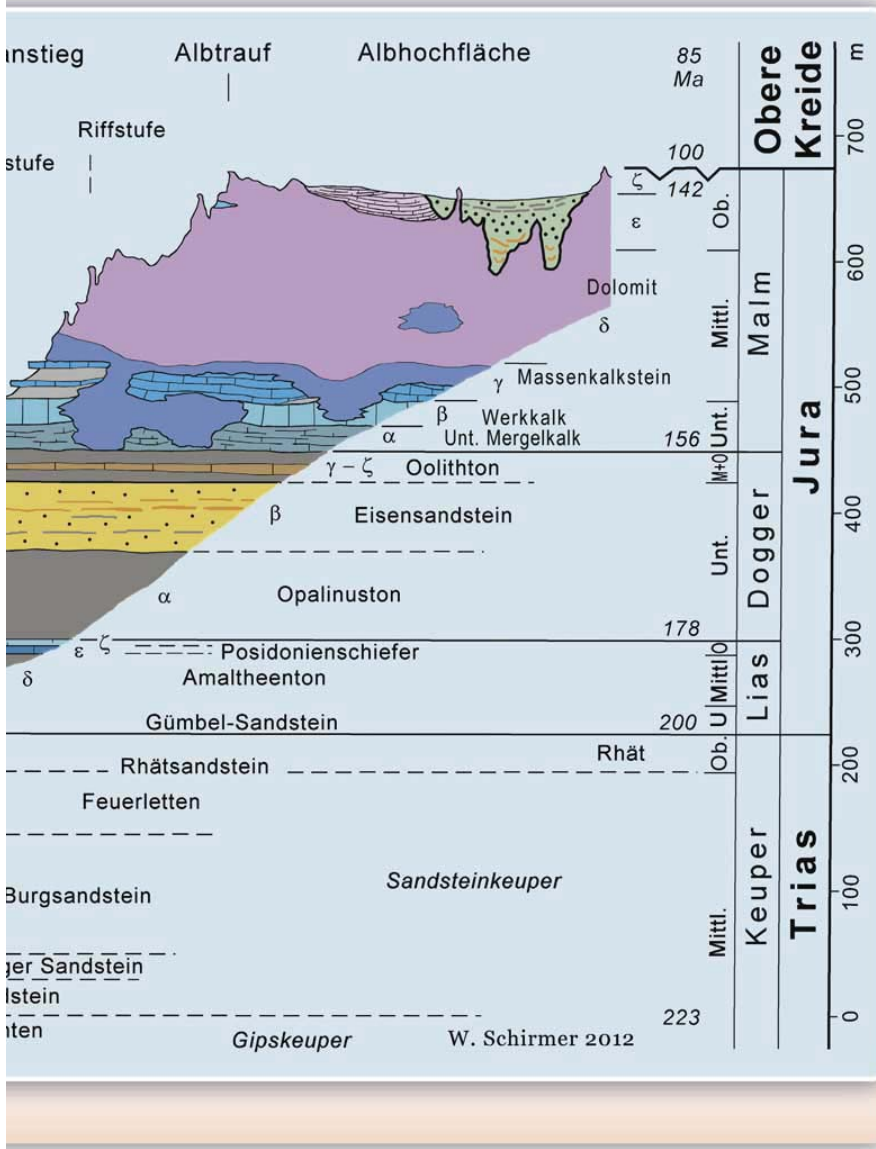 anstieg Albtrauf Albhochfläche 85 Ma Obere Kreide m
Riffstufe
stufe
700
100
ζ 142 Ob.
ε
600
Dolomit
δ Mittl. Malm
γ Massenkalkstein
500
β Werkkalk
α Unt. Mergelkalk 156 Unt.
γ – ζ Oolithton M+O Jura
β Eisensandstein 400
Unt. Dogger
α Opalinuston
178
300
ε ζ Posidonienschiefer O
δ Amaltheenton Mittl Lias
Gümbel-Sandstein 200 U
Rhätsandstein Rhät Ob. 200
Feuerletten
Burgsandstein Sandsteinkeuper Mittl. Keuper Trias 100
ger Sandstein
lstein
nten Gipskeuper W. Schirmer 2012 223 0